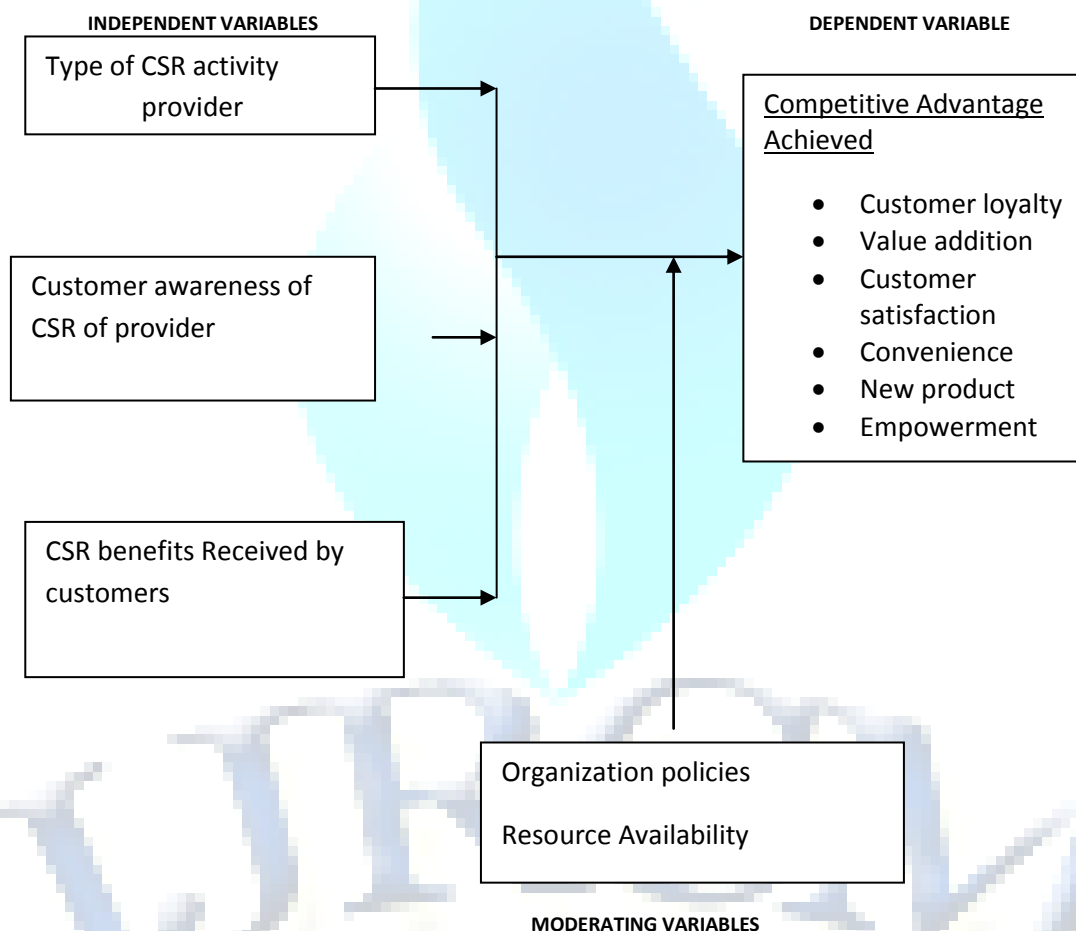 INDEPENDENT VARIABLES
DEPENDENT VARIABLE
Type of CSR activity
provider
Customer awareness of
CSR of provider
CSR benefits Received by
customers
Competitive Advantage
Achieved
• Customer loyalty
• Value addition
• Customer
satisfaction
• Convenience
• New product
• Empowerment
Organization policies
Resource Availability
MODERATING VARIABLES